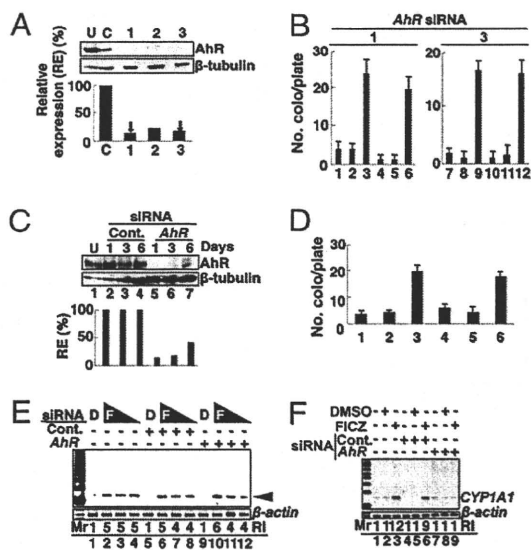 A
U C 1 2 3
AhR
β-tubulin
Relative expression (RE) (%)
100
50
0
C 1 2 3
B
AhR siRNA
1 3
No. colo/plate
30
20
10
0
1 2 3 4 5 6
20
10
0
7 8 9 10 11 12
C
siRNA
Cont. AhR
U 1 3 6 1 3 6 Days
AhR
β-tubulin
1 2 3 4 5 6 7
RE (%)
100
50
0
D
No. colo/plate
30
20
10
0
1 2 3 4 5 6
E
siRNA D F D F D F
Cont. - - - - + + + + - - - -
AhR - - - - - - - - + + + +
β-actin
Mr 1 5 5 5 1 5 4 4 1 6 4 4 RI
1 2 3 4 5 6 7 8 9 10 11 12
F
DMSO
FICZ
siRNA
Cont.
AhR
CYP1A1
β-actin
Mr 1 1 12 1 1 9 1 1 1 RI
1 2 3 4 5 6 7 8 9